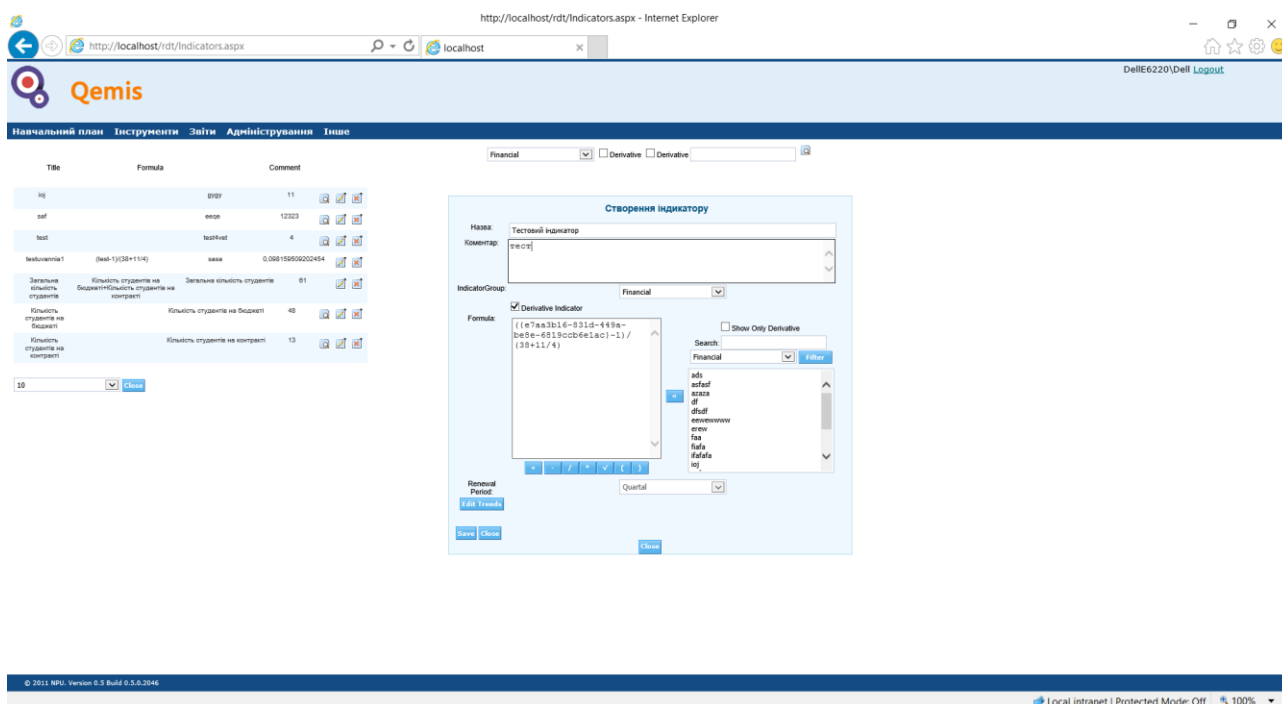 http://localhost/rdt/Indicators.aspx - Internet Explorer
http://localhost/rdt/Indicators.aspx
localhost
DellE6220\Dell Logout
Qemis
Навчальний план Інструменти Звіти Адміністрування Інше
Financial Derivative Derivative
Title Formula Comment
ioj gygy 11
saf eeqe 12323
test test4vet 4
testuvannia1 (test-1)/(38+11/4) sasa 0,098159509202454
Загальна кількість студентів Кількість студентів на бюджеті+Кількість студентів на контракті Загальна кількість студентів 61
Кількість студентів на бюджеті Кількість студентів на бюджеті 48
Кількість студентів на контракті Кількість студентів на контракті 13
10 Close
Створення індикатору
Назва: Тестовий індикатор
Коментар: тест
IndicatorGroup: Financial
Derivative Indicator
Formula:
({e7aa3b16-831d-449a-
be8e-6819ccb6e1ac}-1)/
(38+11/4)
Show Only Derivative
Search:
Financial Filter
ads
asfasf
azaza
df
dfsdf
eewewwww
erew
faa
fiafa
ifafafa
ioj
«
+ - / * √ ( )
Renewal Period: Quartal
Edit Trends
Save Close
Close
© 2011 NPU. Version 0.5 Build 0.5.0.2046
Local intranet | Protected Mode: Off 100%